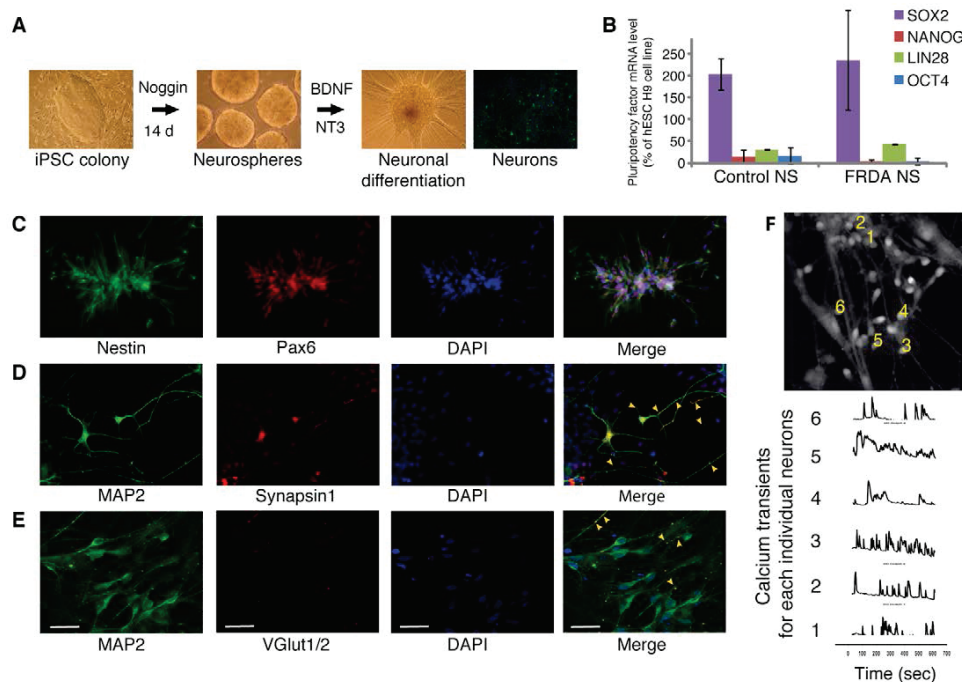 A
Noggin
14 d
BDNF
NT3
iPSC colony
Neurospheres
Neuronal
differentiation
Neurons
B
Pluripotency factor mRNA level
(% of hESC H9 cell line)
250
200
150
100
50
0
Control NS
FRDA NS
SOX2
NANOG
LIN28
OCT4
C
Nestin
Pax6
DAPI
Merge
D
MAP2
Synapsin1
DAPI
Merge
E
MAP2
VGlut1/2
DAPI
Merge
F
2
1
6
4
5
3
Calcium transients
for each individual neurons
6
5
4
3
2
1
0 100 200 300 400 500 600 700
Time (sec)